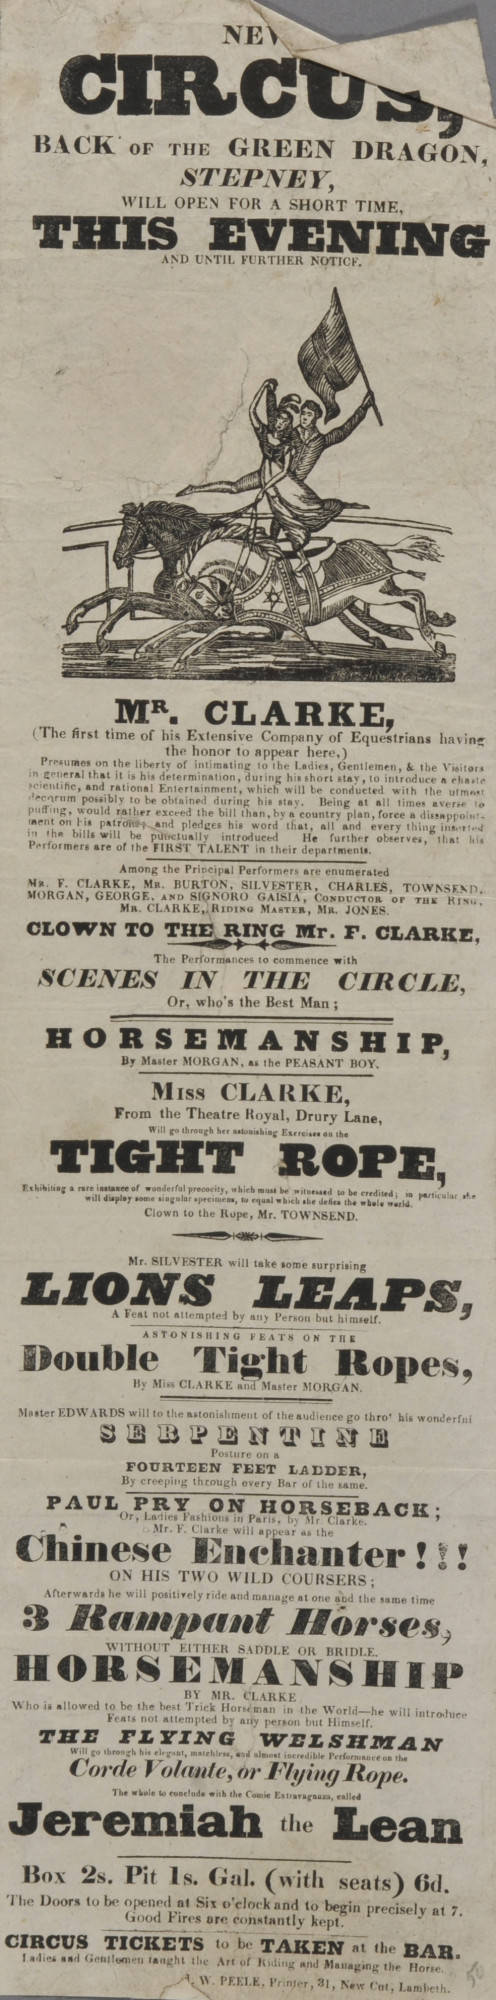 NEW
CIRCUS,
BACK OF THE GREEN DRAGON,
STEPNEY,
WILL OPEN FOR A SHORT TIME,
THIS EVENING
AND UNTIL FURTHER NOTICE.
MR. CLARKE,
(The first time of his Extensive Company of Equestrians having
the honor to appear here,)
Presumes on the liberty of intimating to the Ladies, Gentlemen, & the Visitors
in general that it is his determination, during his short stay, to introduce a chaste
scientific, and rational Entertainment, which will be conducted with the utmost
decorum possibly to be obtained during his stay. Being at all times averse to
puffing, would rather exceed the bill than, by a country plan, force a dissappoint-
ment on his patrons, and pledges his word that, all and every thing inserted
in the bills will be punctually introduced He further observes, that his
Performers are of the FIRST TALENT in their departments.
Among the Principal Performers are enumerated
MR. F. CLARKE, MR. BURTON, SILVESTER, CHARLES, TOWNSEND,
MORGAN, GEORGE, AND SIGNORO GAISIA, CONDUCTOR OF THE RING,
MR. CLARKE, RIDING MASTER, MR. JONES.
CLOWN TO THE RING Mr. F. CLARKE,
The Performances to commence with
SCENES IN THE CIRCLE,
Or, who's the Best Man;
HORSEMANSHIP,
By Master MORGAN, as the PEASANT BOY.
MISS CLARKE,
From the Theatre Royal, Drury Lane,
Will go through her astonishing Exercises on the
TIGHT ROPE,
Exhibiting a rare instance of wonderful precocity, which must be witnessed to be credited; in particular she
will display some singular specimens, to equal which she defies the whole world.
Clown to the Rope, Mr. TOWNSEND.
Mr. SILVESTER will take some surprising
LIONS LEAPS,
A Feat not attempted by any Person but himself.
ASTONISHING FEATS ON THE
Double Tight Ropes,
By Miss CLARKE and Master MORGAN.
Master EDWARDS will to the astonishment of the audience go thro' his wonderful
SERPENTINE
Posture on a
FOURTEEN FEET LADDER,
By creeping through every Bar of the same.
PAUL PRY ON HORSEBACK;
Or, Ladies Fashions in Paris, by Mr Clarke.
Mr. F. Clarke will appear as the
Chinese Enchanter!!!
ON HIS TWO WILD COURSERS;
Afterwards he will positively ride and manage at one and the same time
3 Rampant Horses,
WITHOUT EITHER SADDLE OR BRIDLE.
HORSEMANSHIP
BY MR. CLARKE
Who is allowed to be the best Trick Horseman in the World—he will introduce
Feats not attempted by any person but Himself.
THE FLYING WELSHMAN
Will go through his elegant, matchless, and almost incredible Performance on the
Corde Volante, or Flying Rope.
The whole to conclude with the Comic Extravaganza, called
Jeremiah the Lean
Box 2s. Pit 1s. Gal. (with seats) 6d.
The Doors to be opened at Six o'clock and to begin precisely at 7.
Good Fires are constantly kept.
CIRCUS TICKETS to be TAKEN at the BAR.
Ladies and Gentlemen taught the Art of Riding and Managing the Horse.
W. PEELE, Printer, 31, New Cut, Lambeth.